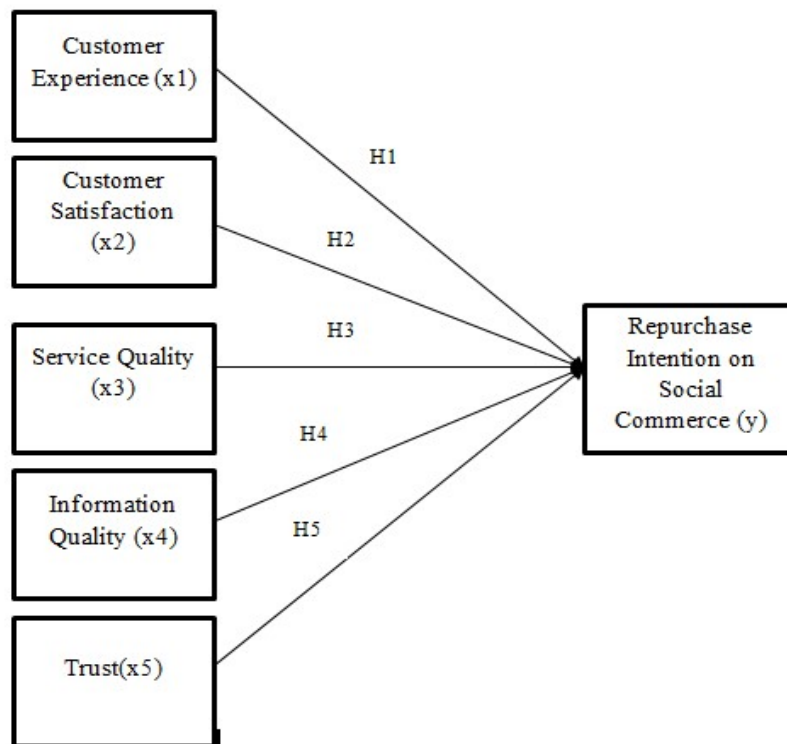 Customer
Experience (x1)
H1
Customer
Satisfaction
(x2)
H2
Service Quality
(x3)
H3
Repurchase
Intention on
Social
Commerce (y)
Information
Quality (x4)
H4
H5
Trust(x5)